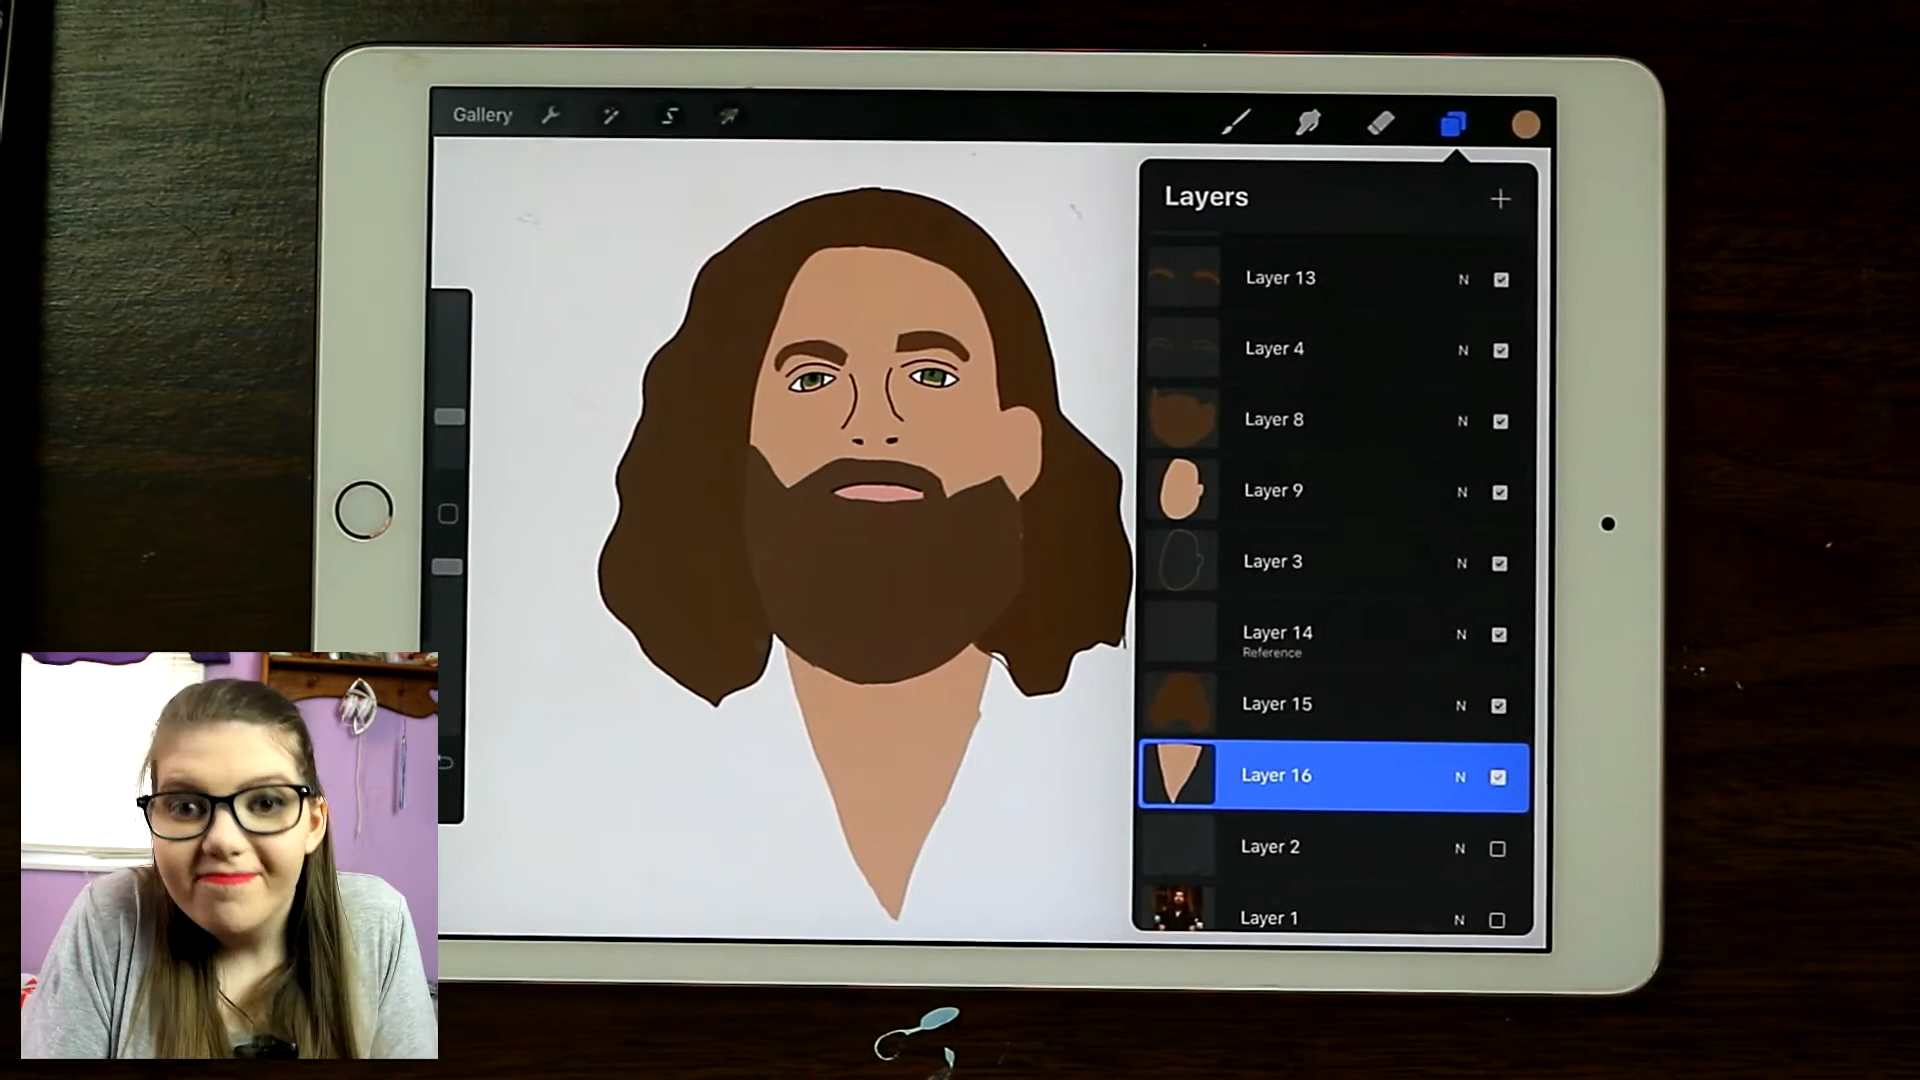 Gallery
Layers
Layer 13 N
Layer 4 N
Layer 8 N
Layer 9 N
Layer 3 N
Layer 14 N
Reference
Layer 15 N
Layer 16 N
Layer 2 N
Layer 1 N